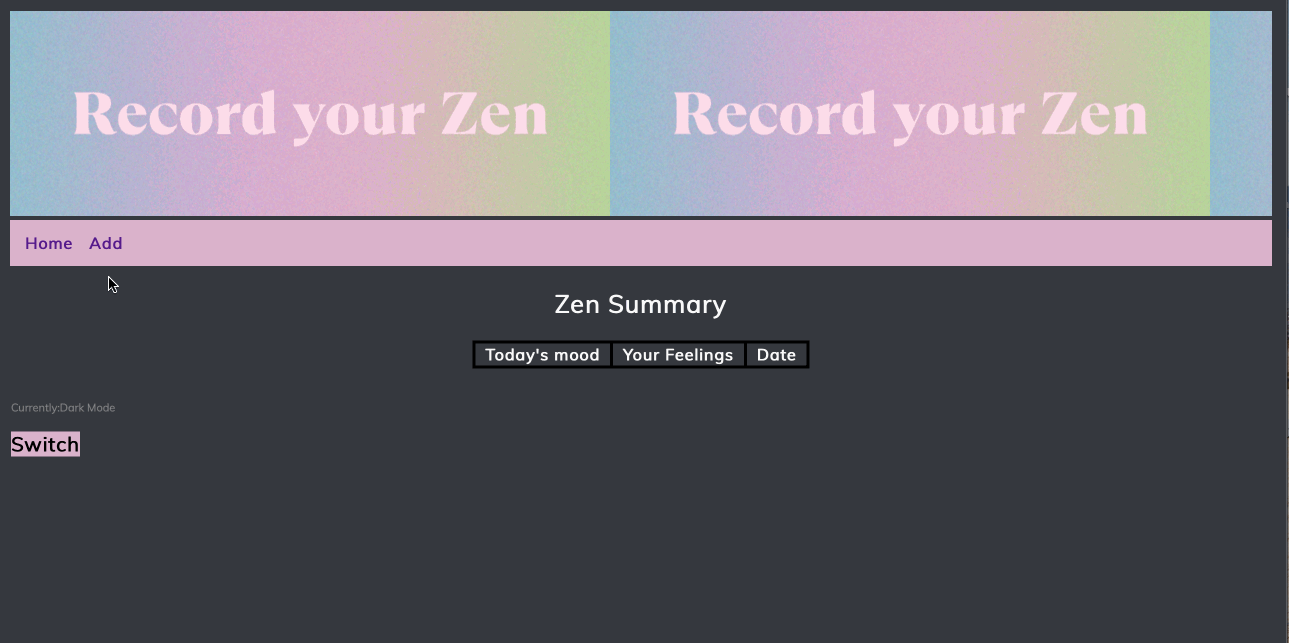 Record your Zen Record your Zen
Home Add
Zen Summary
Today's mood Your Feelings Date
Currently:Dark Mode
Switch